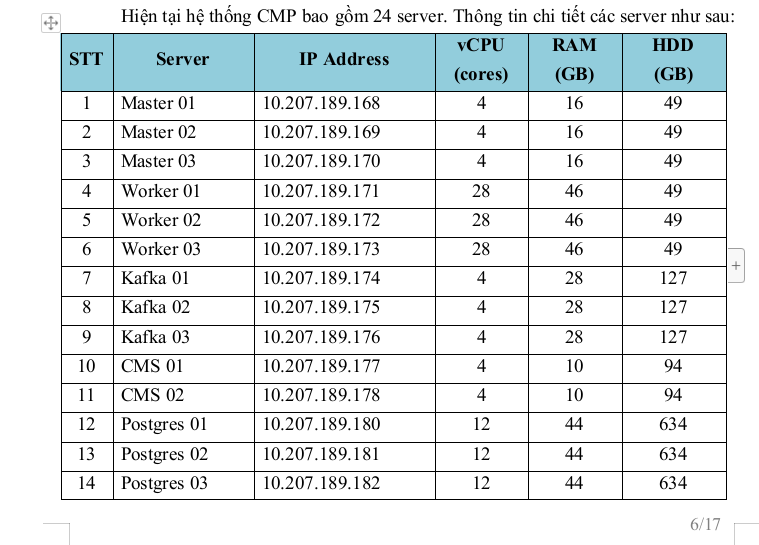 Hiện tại hệ thống CMP bao gồm 24 server. Thông tin chi tiết các server như sau:
STT Server IP Address vCPU (cores) RAM (GB) HDD (GB)
1 Master 01 10.207.189.168 4 16 49
2 Master 02 10.207.189.169 4 16 49
3 Master 03 10.207.189.170 4 16 49
4 Worker 01 10.207.189.171 28 46 49
5 Worker 02 10.207.189.172 28 46 49
6 Worker 03 10.207.189.173 28 46 49
7 Kafka 01 10.207.189.174 4 28 127
8 Kafka 02 10.207.189.175 4 28 127
9 Kafka 03 10.207.189.176 4 28 127
10 CMS 01 10.207.189.177 4 10 94
11 CMS 02 10.207.189.178 4 10 94
12 Postgres 01 10.207.189.180 12 44 634
13 Postgres 02 10.207.189.181 12 44 634
14 Postgres 03 10.207.189.182 12 44 634
6/17